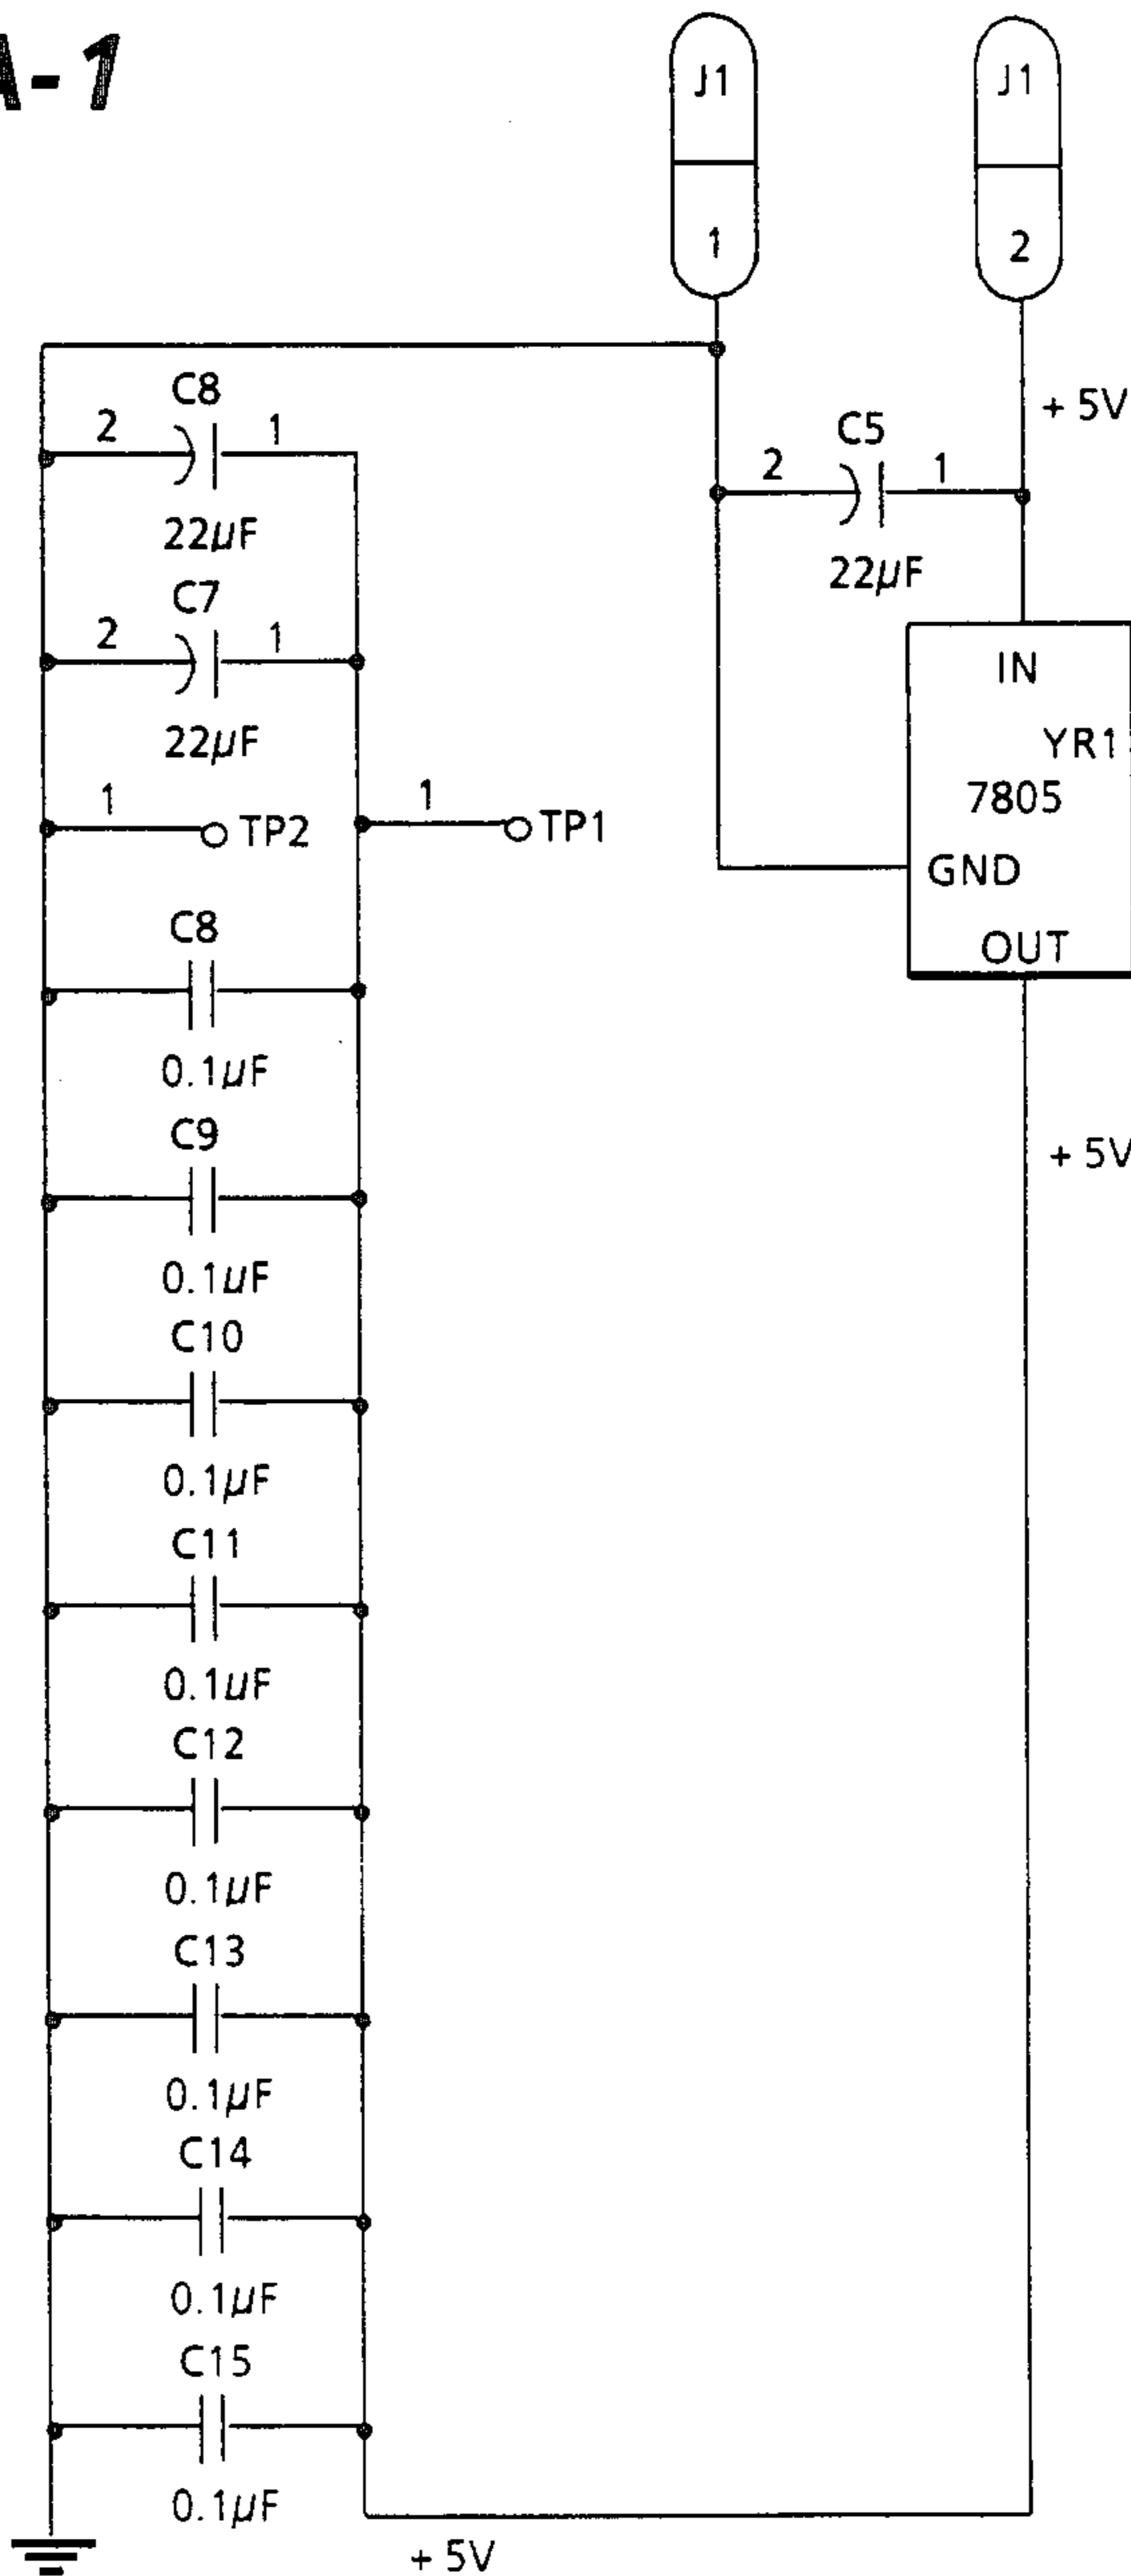 A-1
J1
J1
1
2
+ 5V
C8
2
1
22µF
C5
2
1
22µF
C7
2
1
22µF
IN
YR1
7805
GND
OUT
1
TP2
1
TP1
C8
0.1µF
+ 5V
C9
0.1µF
C10
0.1µF
C11
0.1µF
C12
0.1µF
C13
0.1µF
C14
0.1µF
C15
0.1µF
+ 5V